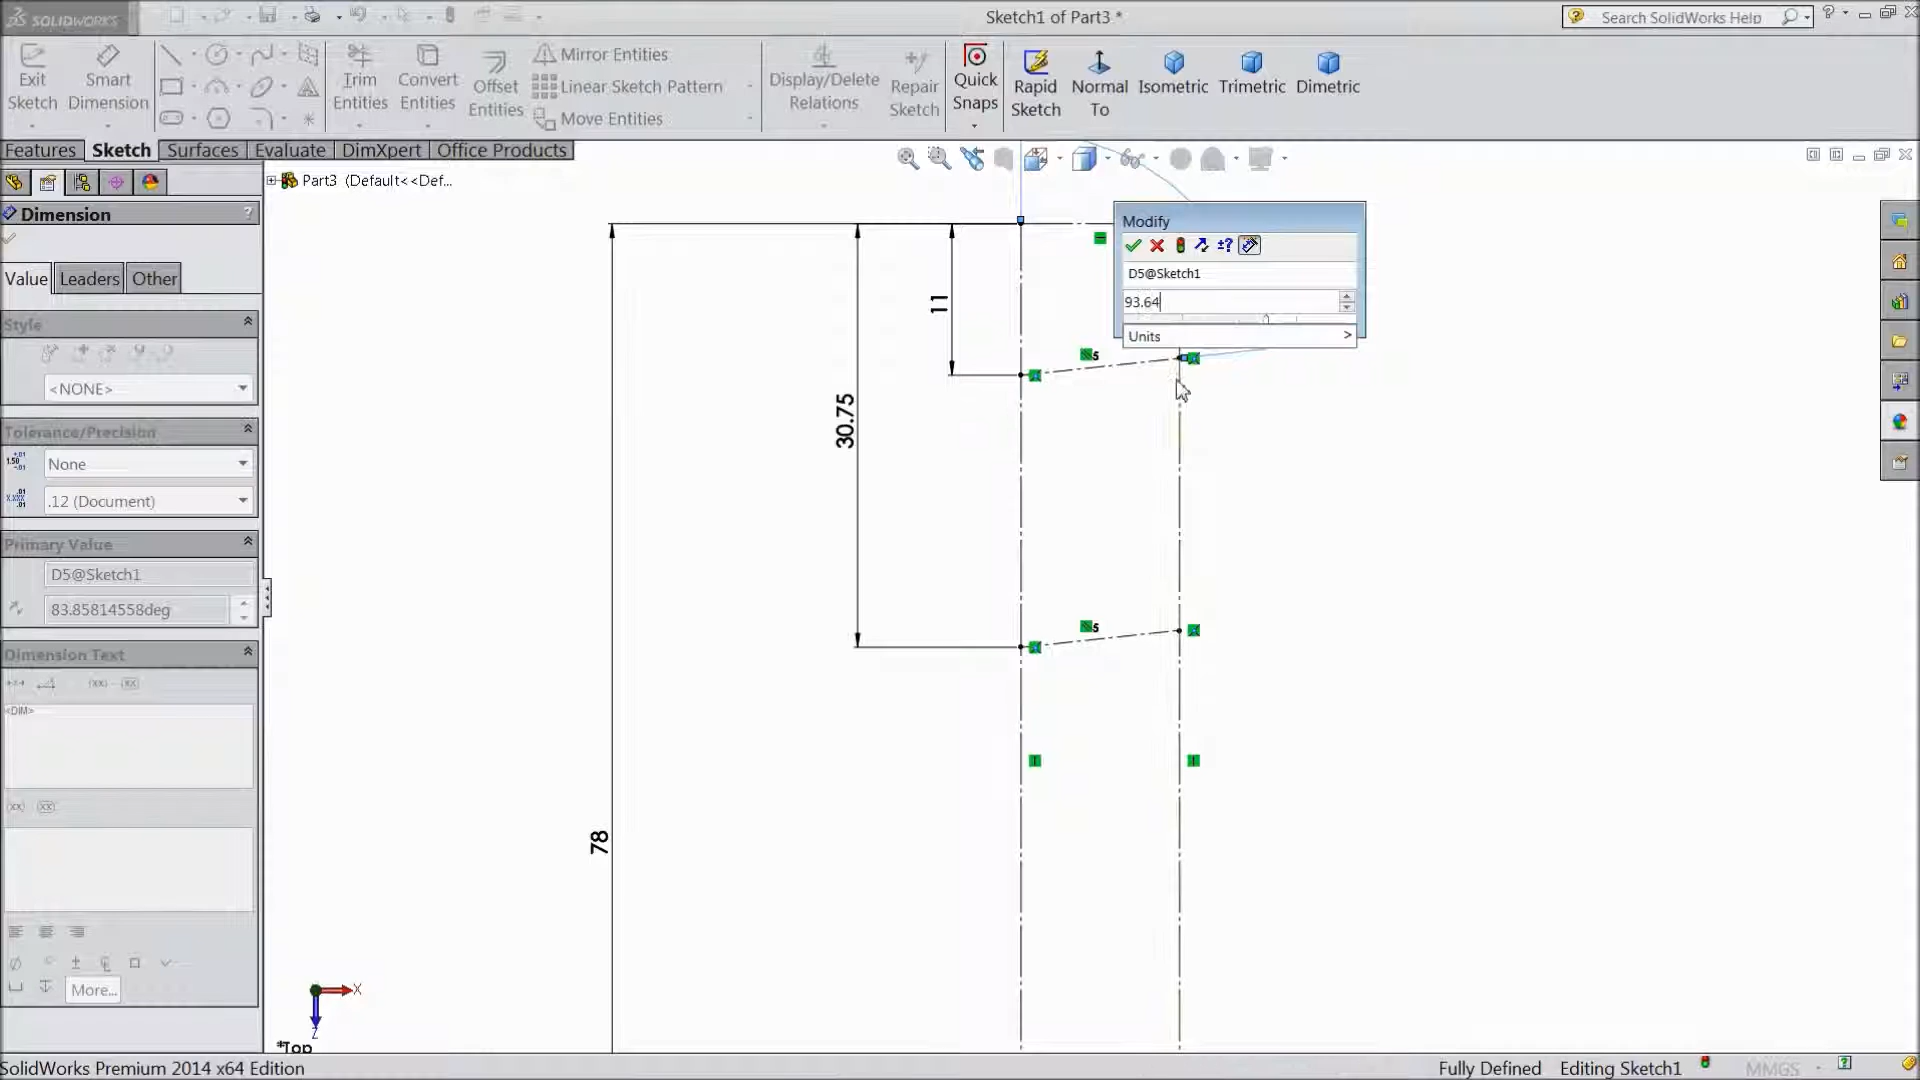 SOLIDWORKS
Sketch1 of Part3 *
Search SolidWorks Help
Exit Sketch
Smart Dimension
Trim Entities
Convert Entities
Offset Entities
Mirror Entities
Linear Sketch Pattern
Move Entities
Display/Delete Relations
Repair Sketch
Quick Snaps
Rapid Sketch
Normal To
Isometric
Trimetric
Dimetric
Features Sketch Surfaces Evaluate DimXpert Office Products
Part3 (Default<<Def...
Dimension ?
Value Leaders Other
Style
<NONE>
Tolerance/Precision
None
.12 (Document)
Primary Value
D5@Sketch1
83.85814558deg
Dimension Text
<DIM>
More...
Modify
D5@Sketch1
93.64
Units >
11
5
30.75
5
78
X
Z
*Top
SolidWorks Premium 2014 x64 Edition
Fully Defined Editing Sketch1 MMGS